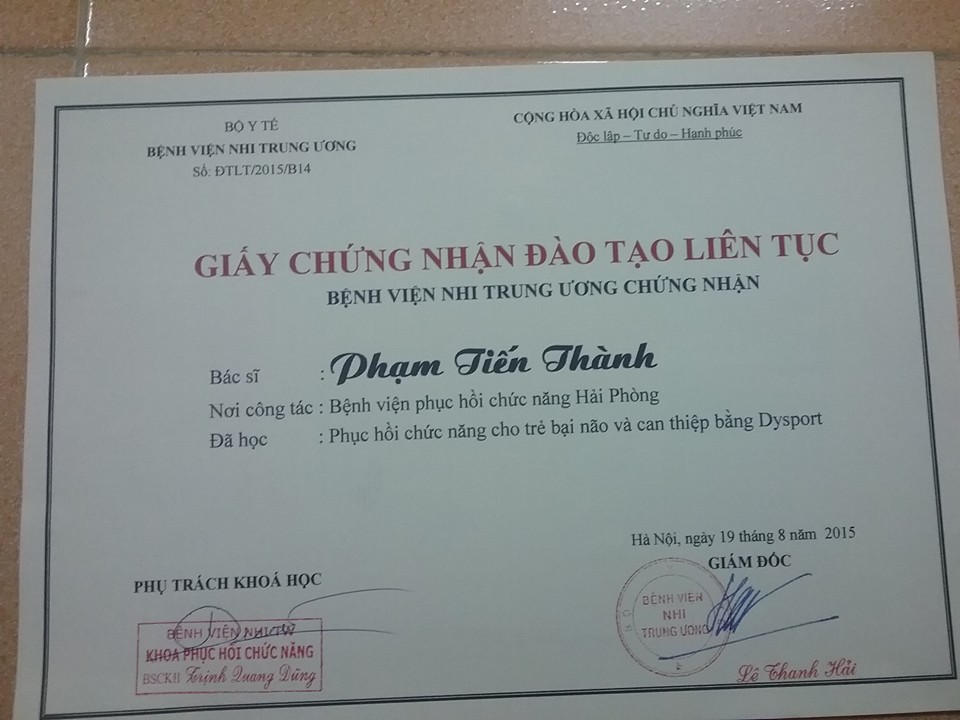 BỘ Y TẾ
BỆNH VIỆN NHI TRUNG ƯƠNG
Số: ĐTLT/2015/B14
CỘNG HÒA XÃ HỘI CHỦ NGHĨA VIỆT NAM
Độc lập – Tự do – Hạnh phúc
GIẤY CHỨNG NHẬN ĐÀO TẠO LIÊN TỤC
BỆNH VIỆN NHI TRUNG ƯƠNG CHỨNG NHẬN
Bác sĩ : Phạm Tiến Thành
Nơi công tác : Bệnh viện phục hồi chức năng Hải Phòng
Đã học : Phục hồi chức năng cho trẻ bại não và can thiệp bằng Dysport
Hà Nội, ngày 19 tháng 8 năm 2015
GIÁM ĐỐC
BỆNH VIỆN
NHI
TRUNG ƯƠNG
Lê Thanh Hải
PHỤ TRÁCH KHOÁ HỌC
BỆNH VIỆN NHI TW
KHOA PHỤC HỒI CHỨC NĂNG
BSCKII Trịnh Quang Dũng